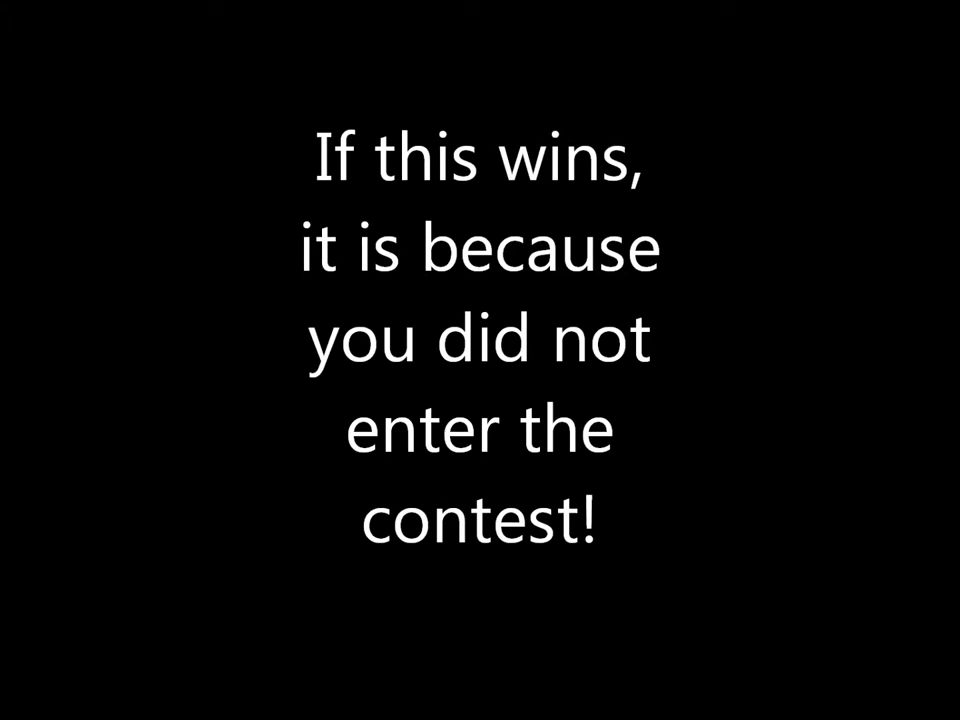 If this wins,
it is because
you did not
enter the
contest!